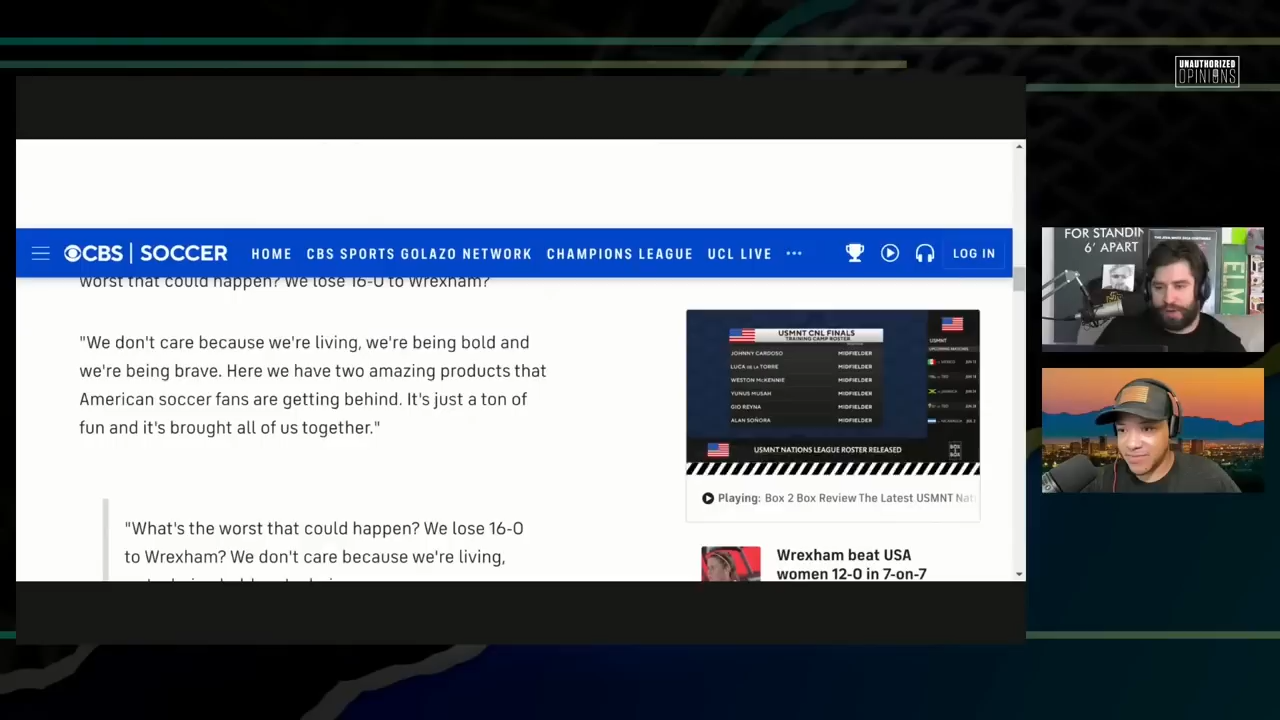 UNAUTHORIZED
OPINIONS
CBS | SOCCER
HOME
CBS SPORTS GOLAZO NETWORK
CHAMPIONS LEAGUE
UCL LIVE
LOG IN
worst that could happen? We lose 16-0 to Wrexham?
"We don't care because we're living, we're being bold and
we're being brave. Here we have two amazing products that
American soccer fans are getting behind. It's just a ton of
fun and it's brought all of us together."
"What's the worst that could happen? We lose 16-0
to Wrexham? We don't care because we're living,
USMNT CNL FINALS
TRAINING CAMP ROSTER
JOHNNY CARDOSO MIDFIELDER
LUCA DE LA TORRE MIDFIELDER
WESTON McKENNIE MIDFIELDER
YUNUS MUSAH MIDFIELDER
GIO REYNA MIDFIELDER
ALAN SOÑORA MIDFIELDER
USMNT
UPCOMING MATCHES
USMNT NATIONS LEAGUE ROSTER RELEASED
Playing: Box 2 Box Review The Latest USMNT Nat
Wrexham beat USA
women 12-0 in 7-on-7
FOR STANDIN
6' APART
ELM